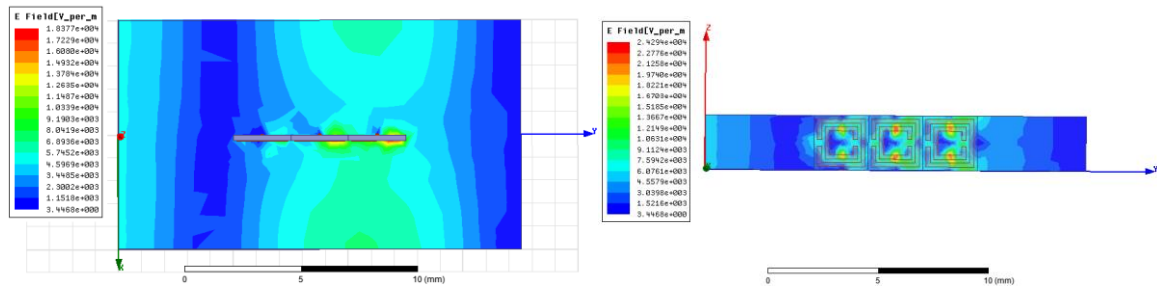 E Field[V_per_m
1.8377e+004
1.7229e+004
1.6080e+004
1.4932e+004
1.3784e+004
1.2635e+004
1.1487e+004
1.0339e+004
9.1903e+003
8.0419e+003
6.8936e+003
5.7452e+003
4.5969e+003
3.4485e+003
2.3002e+003
1.1518e+003
3.4468e+000
Y
X
0
5
10 (mm)
E Field[V_per_m
2.4294e+004
2.2776e+004
2.1258e+004
1.9740e+004
1.8221e+004
1.6703e+004
1.5185e+004
1.3667e+004
1.2149e+004
1.0631e+004
9.1124e+003
7.5942e+003
6.0761e+003
4.5579e+003
3.0398e+003
1.5216e+003
3.4468e+000
Z
Y
0
5
10 (mm)